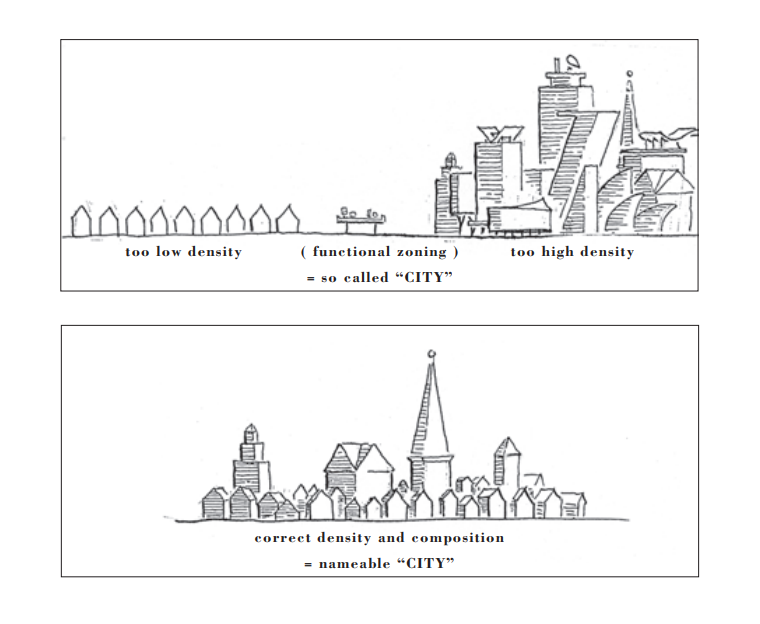 too low density ( functional zoning ) too high density
= so called “CITY”
correct density and composition
= nameable “CITY”